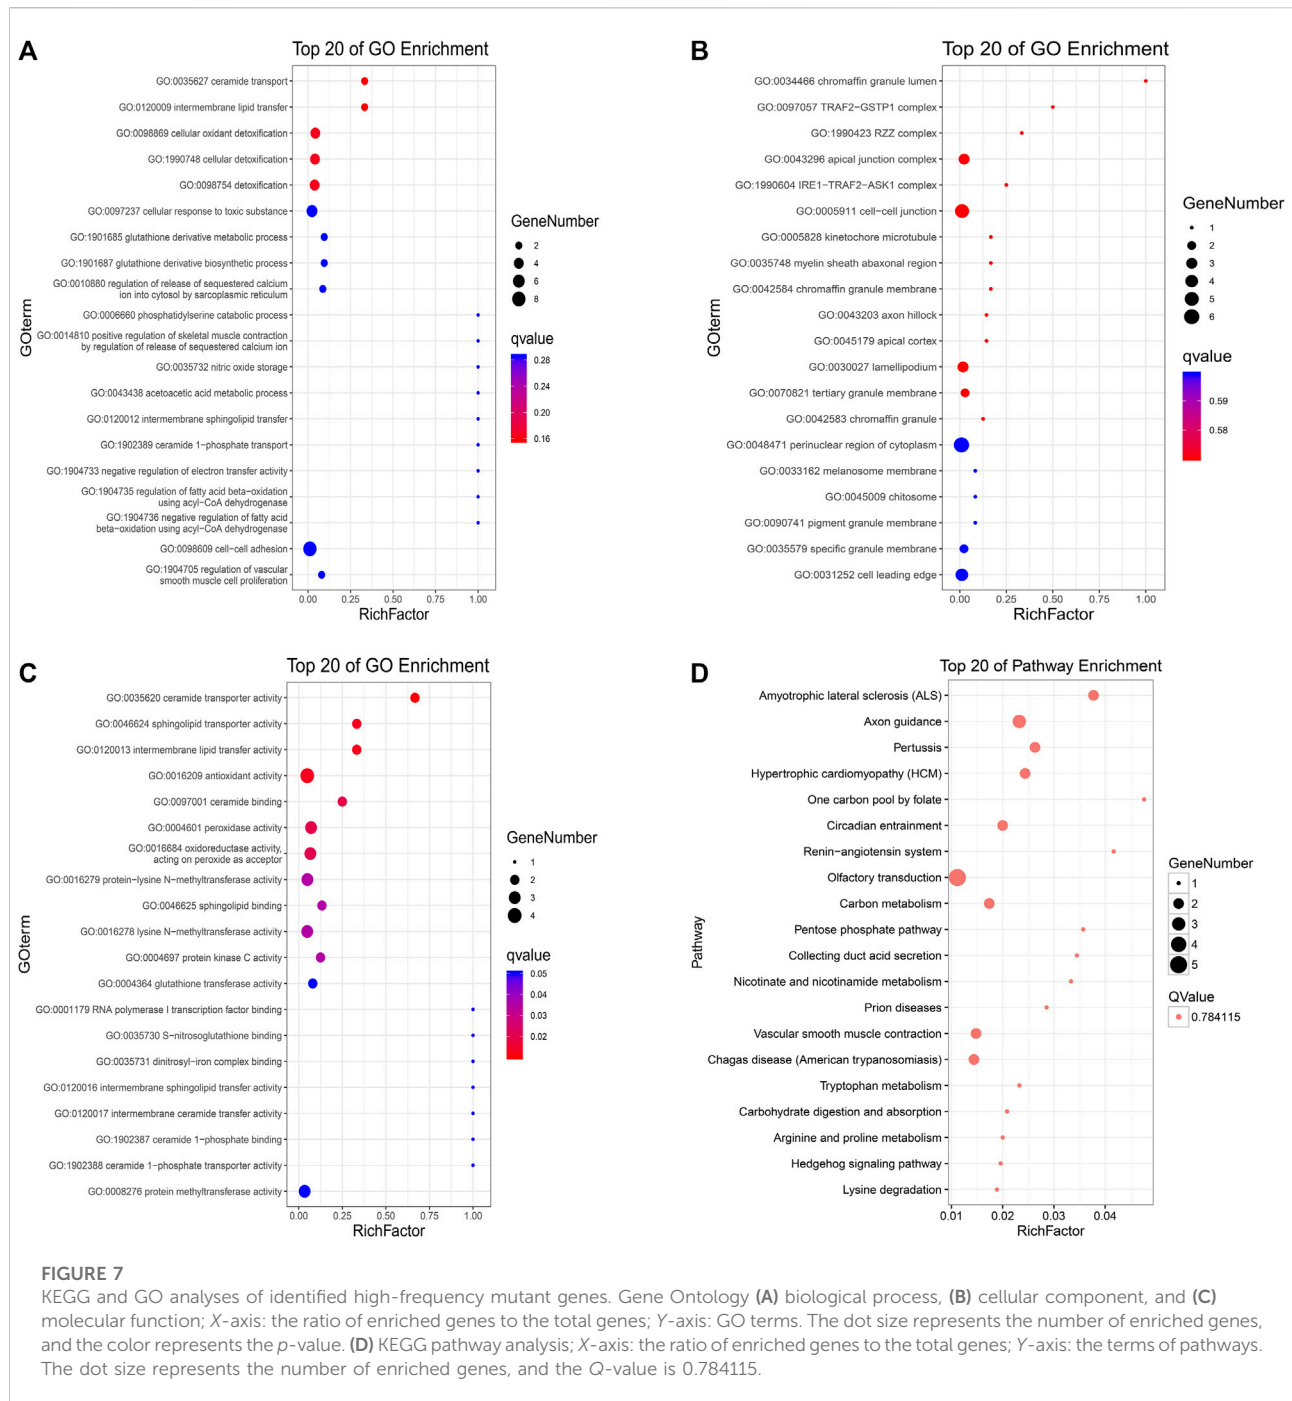 A
Top 20 of GO Enrichment
GO:0035627 ceramide transport
GO:0120009 intermembrane lipid transfer
GO:0098869 cellular oxidant detoxification
GO:1990748 cellular detoxification
GO:0098754 detoxification
GO:0097237 cellular response to toxic substance
GO:1901685 glutathione derivative metabolic process
GO:1901687 glutathione derivative biosynthetic process
GO:0010880 regulation of release of sequestered calcium
ion into cytosol by sarcoplasmic reticulum
GO:0006660 phosphatidylserine catabolic process
GO:0014810 positive regulation of skeletal muscle contraction
by regulation of release of sequestered calcium ion
GO:0035732 nitric oxide storage
GO:0043438 acetoacetic acid metabolic process
GO:0120012 intermembrane sphingolipid transfer
GO:1902389 ceramide 1−phosphate transport
GO:1904733 negative regulation of electron transfer activity
GO:1904735 regulation of fatty acid beta−oxidation
using acyl−CoA dehydrogenase
GO:1904736 negative regulation of fatty acid
beta−oxidation using acyl−CoA dehydrogenase
GO:0098609 cell−cell adhesion
GO:1904705 regulation of vascular
smooth muscle cell proliferation
GOterm
0.00 0.25 0.50 0.75 1.00
RichFactor
GeneNumber
2
4
6
8
qvalue
0.28
0.24
0.20
0.16
B
Top 20 of GO Enrichment
GO:0034466 chromaffin granule lumen
GO:0097057 TRAF2−GSTP1 complex
GO:1990423 RZZ complex
GO:0043296 apical junction complex
GO:1990604 IRE1−TRAF2−ASK1 complex
GO:0005911 cell−cell junction
GO:0005828 kinetochore microtubule
GO:0035748 myelin sheath abaxonal region
GO:0042584 chromaffin granule membrane
GO:0043203 axon hillock
GO:0045179 apical cortex
GO:0030027 lamellipodium
GO:0070821 tertiary granule membrane
GO:0042583 chromaffin granule
GO:0048471 perinuclear region of cytoplasm
GO:0033162 melanosome membrane
GO:0045009 chitosome
GO:0090741 pigment granule membrane
GO:0035579 specific granule membrane
GO:0031252 cell leading edge
GOterm
0.00 0.25 0.50 0.75 1.00
RichFactor
GeneNumber
1
2
3
4
5
6
qvalue
0.59
0.58
C
Top 20 of GO Enrichment
GO:0035620 ceramide transporter activity
GO:0046624 sphingolipid transporter activity
GO:0120013 intermembrane lipid transfer activity
GO:0016209 antioxidant activity
GO:0097001 ceramide binding
GO:0004601 peroxidase activity
GO:0016684 oxidoreductase activity,
acting on peroxide as acceptor
GO:0016279 protein−lysine N−methyltransferase activity
GO:0046625 sphingolipid binding
GO:0016278 lysine N−methyltransferase activity
GO:0004697 protein kinase C activity
GO:0004364 glutathione transferase activity
GO:0001179 RNA polymerase I transcription factor binding
GO:0035730 S−nitrosoglutathione binding
GO:0035731 dinitrosyl−iron complex binding
GO:0120016 intermembrane sphingolipid transfer activity
GO:0120017 intermembrane ceramide transfer activity
GO:1902387 ceramide 1−phosphate binding
GO:1902388 ceramide 1−phosphate transporter activity
GO:0008276 protein methyltransferase activity
GOterm
0.00 0.25 0.50 0.75 1.00
RichFactor
GeneNumber
1
2
3
4
qvalue
0.05
0.04
0.03
0.02
D
Top 20 of Pathway Enrichment
Amyotrophic lateral sclerosis (ALS)
Axon guidance
Pertussis
Hypertrophic cardiomyopathy (HCM)
One carbon pool by folate
Circadian entrainment
Renin−angiotensin system
Olfactory transduction
Carbon metabolism
Pentose phosphate pathway
Collecting duct acid secretion
Nicotinate and nicotinamide metabolism
Prion diseases
Vascular smooth muscle contraction
Chagas disease (American trypanosomiasis)
Tryptophan metabolism
Carbohydrate digestion and absorption
Arginine and proline metabolism
Hedgehog signaling pathway
Lysine degradation
Pathway
0.01 0.02 0.03 0.04
RichFactor
GeneNumber
1
2
3
4
5
QValue
0.784115
FIGURE 7
KEGG and GO analyses of identified high-frequency mutant genes. Gene Ontology (A) biological process, (B) cellular component, and (C)
molecular function; X-axis: the ratio of enriched genes to the total genes; Y-axis: GO terms. The dot size represents the number of enriched genes,
and the color represents the p-value. (D) KEGG pathway analysis; X-axis: the ratio of enriched genes to the total genes; Y-axis: the terms of pathways.
The dot size represents the number of enriched genes, and the Q-value is 0.784115.